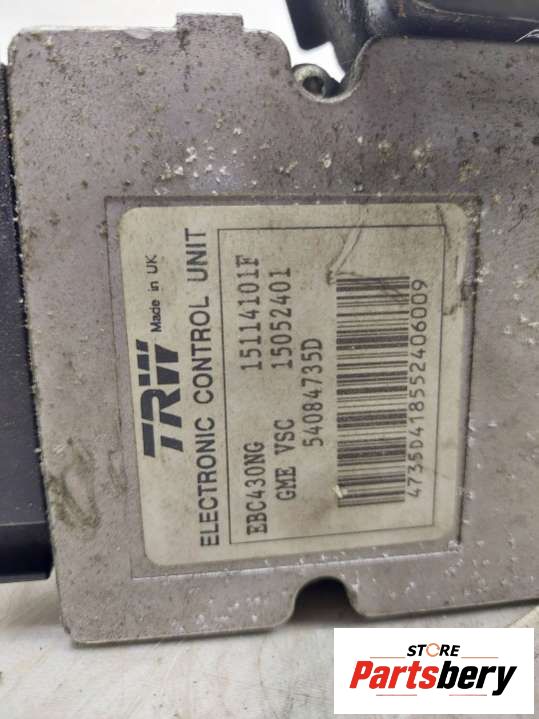 TRW
Made in UK
ELECTRONIC CONTROL UNIT
EBC430NG 15114101F
GME VSC 15052401
54084735D
4735D418552406009
STORE
Partsbery